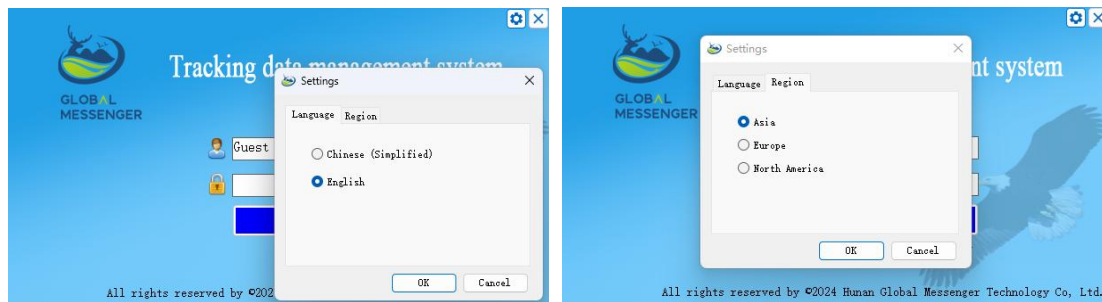 Tracking data management system
Settings
GLOBAL
MESSENGER
Language Region
Guest
Chinese (Simplified)
English
OK Cancel
All rights reserved by ©202
Settings
nt system
GLOBAL
MESSENGER
Language Region
Asia
Europe
North America
OK Cancel
All rights reserved by ©2024 Hunan Global Messenger Technology Co, Ltd.